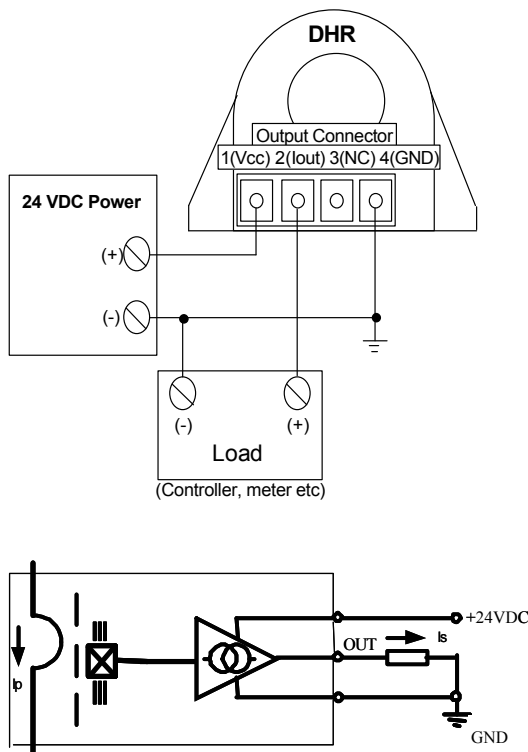 DHR
Output Connector
1(Vcc) 2(Iout) 3(NC) 4(GND)
24 VDC Power
(+)
(-)
(-)
(+)
Load
(Controller, meter etc)
+24VDC
OUT
Is
Ip
GND